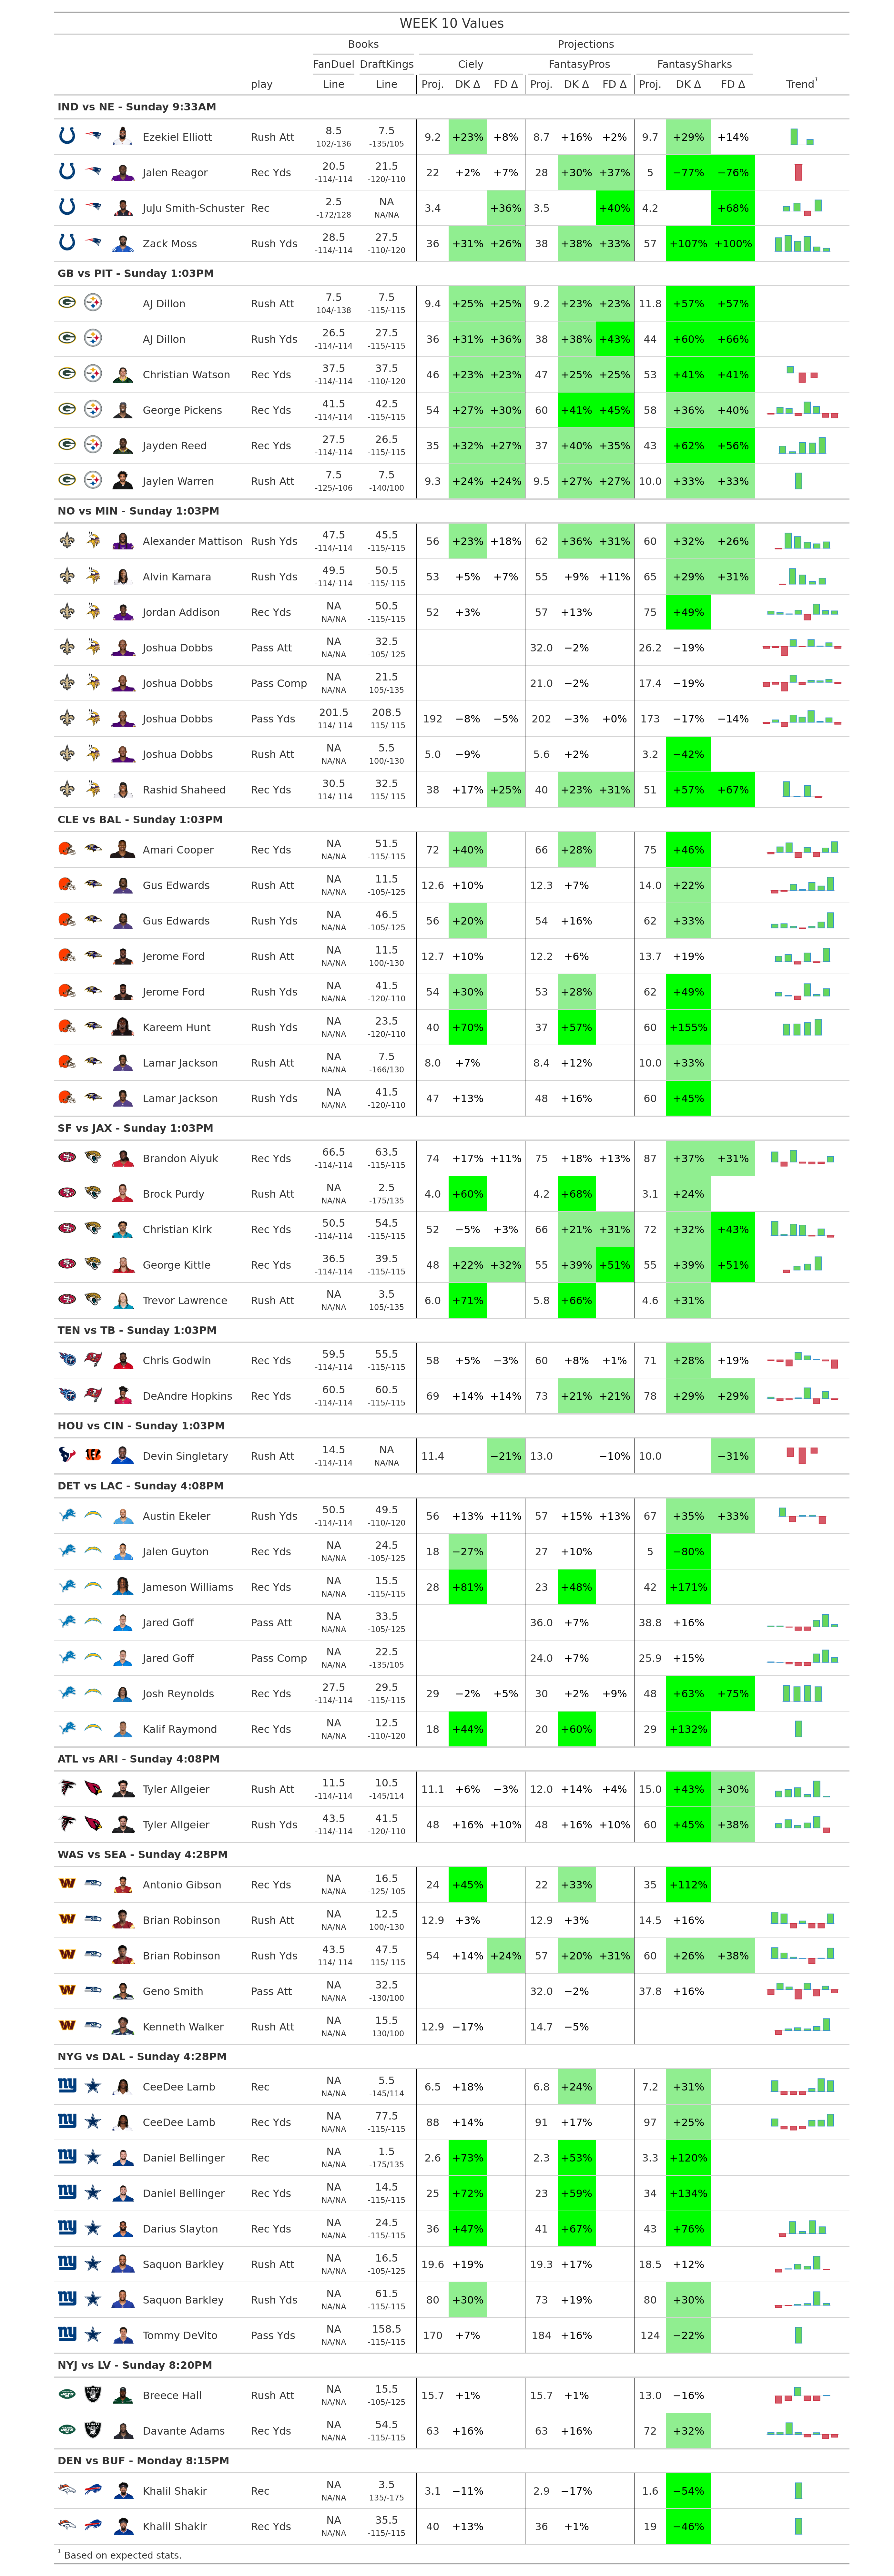 WEEK 10 Values
Books Projections
FanDuel DraftKings Ciely FantasyPros FantasySharks
play Line Line Proj. DK Δ FD Δ Proj. DK Δ FD Δ Proj. DK Δ FD Δ Trend1
IND vs NE - Sunday 9:33AM
Ezekiel Elliott Rush Att 8.5 7.5 9.2 +23% +8% 8.7 +16% +2% 9.7 +29% +14%
102/-136 -135/105
Jalen Reagor Rec Yds 20.5 21.5 22 +2% +7% 28 +30% +37% 5 −77% −76%
-114/-114 -120/-110
JuJu Smith-Schuster Rec 2.5 NA 3.4 +36% 3.5 +40% 4.2 +68%
-172/128 NA/NA
Zack Moss Rush Yds 28.5 27.5 36 +31% +26% 38 +38% +33% 57 +107% +100%
-114/-114 -110/-120
GB vs PIT - Sunday 1:03PM
AJ Dillon Rush Att 7.5 7.5 9.4 +25% +25% 9.2 +23% +23% 11.8 +57% +57%
104/-138 -115/-115
AJ Dillon Rush Yds 26.5 27.5 36 +31% +36% 38 +38% +43% 44 +60% +66%
-114/-114 -115/-115
Christian Watson Rec Yds 37.5 37.5 46 +23% +23% 47 +25% +25% 53 +41% +41%
-114/-114 -110/-120
George Pickens Rec Yds 41.5 42.5 54 +27% +30% 60 +41% +45% 58 +36% +40%
-114/-114 -115/-115
Jayden Reed Rec Yds 27.5 26.5 35 +32% +27% 37 +40% +35% 43 +62% +56%
-114/-114 -115/-115
Jaylen Warren Rush Att 7.5 7.5 9.3 +24% +24% 9.5 +27% +27% 10.0 +33% +33%
-125/-106 -140/100
NO vs MIN - Sunday 1:03PM
Alexander Mattison Rush Yds 47.5 45.5 56 +23% +18% 62 +36% +31% 60 +32% +26%
-114/-114 -115/-115
Alvin Kamara Rush Yds 49.5 50.5 53 +5% +7% 55 +9% +11% 65 +29% +31%
-114/-114 -115/-115
Jordan Addison Rec Yds NA 50.5 52 +3% 57 +13% 75 +49%
NA/NA -115/-115
Joshua Dobbs Pass Att NA 32.5 32.0 −2% 26.2 −19%
NA/NA -105/-125
Joshua Dobbs Pass Comp NA 21.5 21.0 −2% 17.4 −19%
NA/NA 105/-135
Joshua Dobbs Pass Yds 201.5 208.5 192 −8% −5% 202 −3% +0% 173 −17% −14%
-114/-114 -115/-115
Joshua Dobbs Rush Att NA 5.5 5.0 −9% 5.6 +2% 3.2 −42%
NA/NA 100/-130
Rashid Shaheed Rec Yds 30.5 32.5 38 +17% +25% 40 +23% +31% 51 +57% +67%
-114/-114 -115/-115
CLE vs BAL - Sunday 1:03PM
Amari Cooper Rec Yds NA 51.5 72 +40% 66 +28% 75 +46%
NA/NA -115/-115
Gus Edwards Rush Att NA 11.5 12.6 +10% 12.3 +7% 14.0 +22%
NA/NA -105/-125
Gus Edwards Rush Yds NA 46.5 56 +20% 54 +16% 62 +33%
NA/NA -105/-125
Jerome Ford Rush Att NA 11.5 12.7 +10% 12.2 +6% 13.7 +19%
NA/NA 100/-130
Jerome Ford Rush Yds NA 41.5 54 +30% 53 +28% 62 +49%
NA/NA -120/-110
Kareem Hunt Rush Yds NA 23.5 40 +70% 37 +57% 60 +155%
NA/NA -120/-110
Lamar Jackson Rush Att NA 7.5 8.0 +7% 8.4 +12% 10.0 +33%
NA/NA -166/130
Lamar Jackson Rush Yds NA 41.5 47 +13% 48 +16% 60 +45%
NA/NA -120/-110
SF vs JAX - Sunday 1:03PM
Brandon Aiyuk Rec Yds 66.5 63.5 74 +17% +11% 75 +18% +13% 87 +37% +31%
-114/-114 -115/-115
Brock Purdy Rush Att NA 2.5 4.0 +60% 4.2 +68% 3.1 +24%
NA/NA -175/135
Christian Kirk Rec Yds 50.5 54.5 52 −5% +3% 66 +21% +31% 72 +32% +43%
-114/-114 -115/-115
George Kittle Rec Yds 36.5 39.5 48 +22% +32% 55 +39% +51% 55 +39% +51%
-114/-114 -115/-115
Trevor Lawrence Rush Att NA 3.5 6.0 +71% 5.8 +66% 4.6 +31%
NA/NA 105/-135
TEN vs TB - Sunday 1:03PM
Chris Godwin Rec Yds 59.5 55.5 58 +5% −3% 60 +8% +1% 71 +28% +19%
-114/-114 -115/-115
DeAndre Hopkins Rec Yds 60.5 60.5 69 +14% +14% 73 +21% +21% 78 +29% +29%
-114/-114 -115/-115
HOU vs CIN - Sunday 1:03PM
Devin Singletary Rush Att 14.5 NA 11.4 −21% 13.0 −10% 10.0 −31%
-114/-114 NA/NA
DET vs LAC - Sunday 4:08PM
Austin Ekeler Rush Yds 50.5 49.5 56 +13% +11% 57 +15% +13% 67 +35% +33%
-114/-114 -110/-120
Jalen Guyton Rec Yds NA 24.5 18 −27% 27 +10% 5 −80%
NA/NA -105/-125
Jameson Williams Rec Yds NA 15.5 28 +81% 23 +48% 42 +171%
NA/NA -115/-115
Jared Goff Pass Att NA 33.5 36.0 +7% 38.8 +16%
NA/NA -105/-125
Jared Goff Pass Comp NA 22.5 24.0 +7% 25.9 +15%
NA/NA -135/105
Josh Reynolds Rec Yds 27.5 29.5 29 −2% +5% 30 +2% +9% 48 +63% +75%
-114/-114 -115/-115
Kalif Raymond Rec Yds NA 12.5 18 +44% 20 +60% 29 +132%
NA/NA -110/-120
ATL vs ARI - Sunday 4:08PM
Tyler Allgeier Rush Att 11.5 10.5 11.1 +6% −3% 12.0 +14% +4% 15.0 +43% +30%
-114/-114 -145/114
Tyler Allgeier Rush Yds 43.5 41.5 48 +16% +10% 48 +16% +10% 60 +45% +38%
-114/-114 -120/-110
WAS vs SEA - Sunday 4:28PM
Antonio Gibson Rec Yds NA 16.5 24 +45% 22 +33% 35 +112%
NA/NA -125/-105
Brian Robinson Rush Att NA 12.5 12.9 +3% 12.9 +3% 14.5 +16%
NA/NA 100/-130
Brian Robinson Rush Yds 43.5 47.5 54 +14% +24% 57 +20% +31% 60 +26% +38%
-114/-114 -115/-115
Geno Smith Pass Att NA 32.5 32.0 −2% 37.8 +16%
NA/NA -130/100
Kenneth Walker Rush Att NA 15.5 12.9 −17% 14.7 −5%
NA/NA -130/100
NYG vs DAL - Sunday 4:28PM
CeeDee Lamb Rec NA 5.5 6.5 +18% 6.8 +24% 7.2 +31%
NA/NA -145/114
CeeDee Lamb Rec Yds NA 77.5 88 +14% 91 +17% 97 +25%
NA/NA -115/-115
Daniel Bellinger Rec NA 1.5 2.6 +73% 2.3 +53% 3.3 +120%
NA/NA -175/135
Daniel Bellinger Rec Yds NA 14.5 25 +72% 23 +59% 34 +134%
NA/NA -115/-115
Darius Slayton Rec Yds NA 24.5 36 +47% 41 +67% 43 +76%
NA/NA -115/-115
Saquon Barkley Rush Att NA 16.5 19.6 +19% 19.3 +17% 18.5 +12%
NA/NA -105/-125
Saquon Barkley Rush Yds NA 61.5 80 +30% 73 +19% 80 +30%
NA/NA -115/-115
Tommy DeVito Pass Yds NA 158.5 170 +7% 184 +16% 124 −22%
NA/NA -115/-115
NYJ vs LV - Sunday 8:20PM
Breece Hall Rush Att NA 15.5 15.7 +1% 15.7 +1% 13.0 −16%
NA/NA -105/-125
Davante Adams Rec Yds NA 54.5 63 +16% 63 +16% 72 +32%
NA/NA -115/-115
DEN vs BUF - Monday 8:15PM
Khalil Shakir Rec NA 3.5 3.1 −11% 2.9 −17% 1.6 −54%
NA/NA 135/-175
Khalil Shakir Rec Yds NA 35.5 40 +13% 36 +1% 19 −46%
NA/NA -115/-115
1 Based on expected stats.